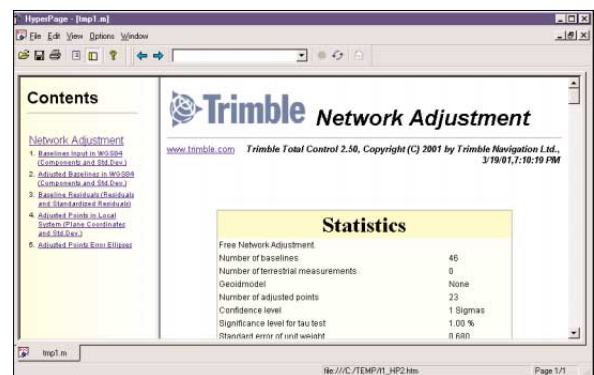 HyperPage - [tmp1.m]
File Edit View Options Window
Contents
Network Adjustment
1. Baselines Input in WGS84
(Components and Std.Dev.)
2. Adjusted Baselines in WGS84
(Components and Std.Dev.)
3. Baseline Residuals (Residuals
and Standardized Residuals)
4. Adjusted Points in Local
System (Plane Coordinates
and Std.Dev.)
5. Adjusted Points Error Ellipses
Trimble Network Adjustment
www.trimble.com Trimble Total Control 2.50, Copyright (C) 2001 by Trimble Navigation Ltd.,
3/19/01,7:10:19 PM
Statistics
Free Network Adjustment
Number of baselines 46
Number of terrestrial measurements 0
Geoidmodel None
Number of adjusted points 23
Confidence level 1 Sigmas
Significance level for tau test 1.00 %
Standard error of unit weight 0.680
tmp1.m
file:///C:/TEMP/l1_HP2.htm Page 1/1